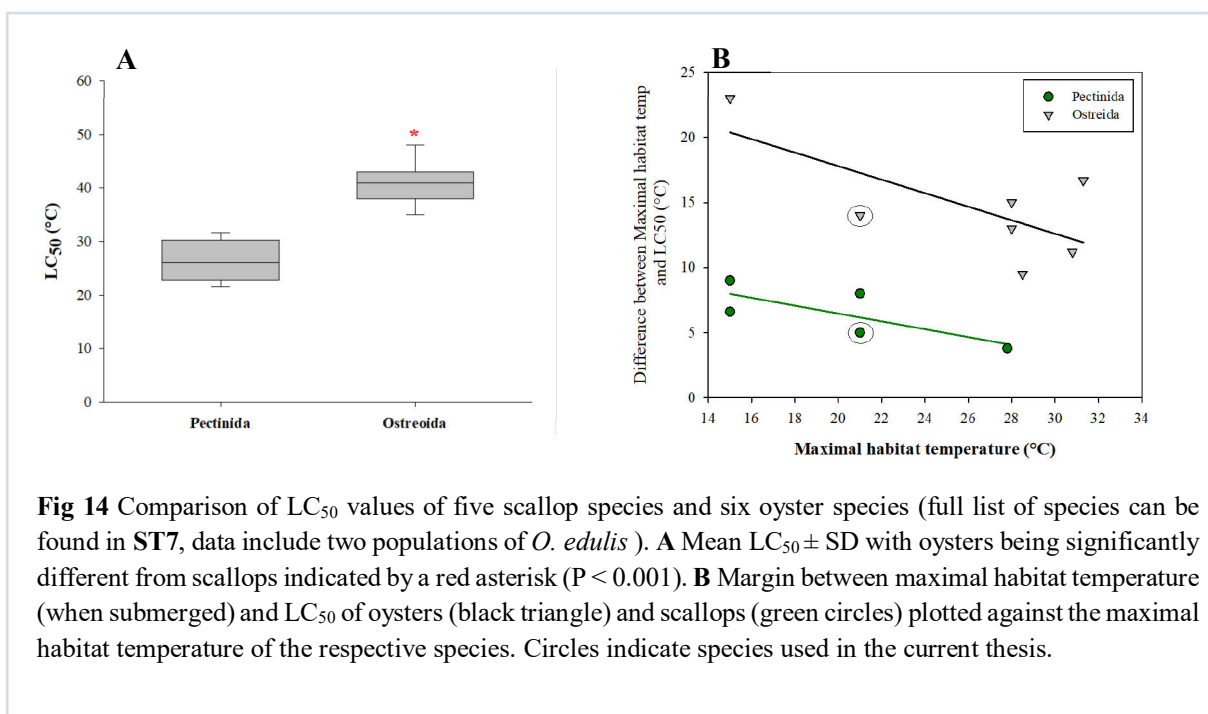 A
LC50 (°C)
60
50
40
30
20
10
0
*
Pectinida
Ostreoida
B
Difference between Maximal habitat temp
and LC50 (°C)
25
20
15
10
5
0
Pectinida
Ostreida
14 16 18 20 22 24 26 28 30 32 34
Maximal habitat temperature (°C)
Fig 14 Comparison of LC50 values of five scallop species and six oyster species (full list of species can be
found in ST7, data include two populations of O. edulis ). A Mean LC50 ± SD with oysters being significantly
different from scallops indicated by a red asterisk (P < 0.001). B Margin between maximal habitat temperature
(when submerged) and LC50 of oysters (black triangle) and scallops (green circles) plotted against the maximal
habitat temperature of the respective species. Circles indicate species used in the current thesis.